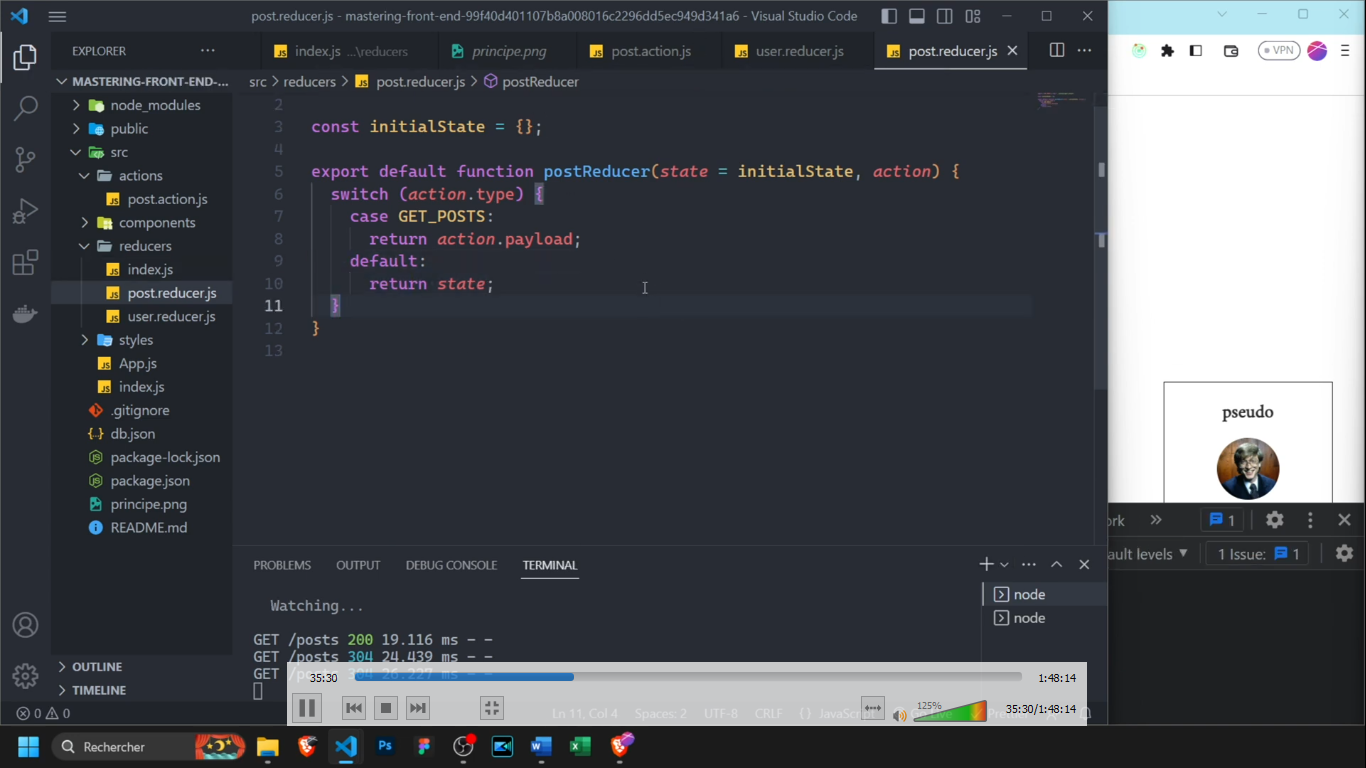 post.reducer.js - mastering-front-end-99f40d401107b8a008016c2296dd5ec949d341a6 - Visual Studio Code
EXPLORER
index.js ...\reducers
principe.png
post.action.js
user.reducer.js
post.reducer.js
MASTERING-FRONT-END-...
src > reducers > post.reducer.js > postReducer
VPN
node_modules
public
src
actions
post.action.js
components
reducers
index.js
post.reducer.js
user.reducer.js
styles
App.js
index.js
.gitignore
db.json
package-lock.json
package.json
principe.png
README.md
OUTLINE
TIMELINE
2
3 const initialState = {};
4
5 export default function postReducer(state = initialState, action) {
6 switch (action.type) {
7 case GET_POSTS:
8 return action.payload;
9 default:
10 return state;
11 }
12 }
13
pseudo
ork
1
ault levels
1 Issue: 1
PROBLEMS OUTPUT DEBUG CONSOLE TERMINAL
node
node
Watching...
GET /posts 200 19.116 ms - -
GET /posts 304 24.439 ms - -
GET /posts 304 26.227 ms - -
35:30
1:48:14
125%
35:30/1:48:14
0 0
Ln 11, Col 4 Spaces: 2 UTF-8 CRLF {} JavaScript
Rechercher